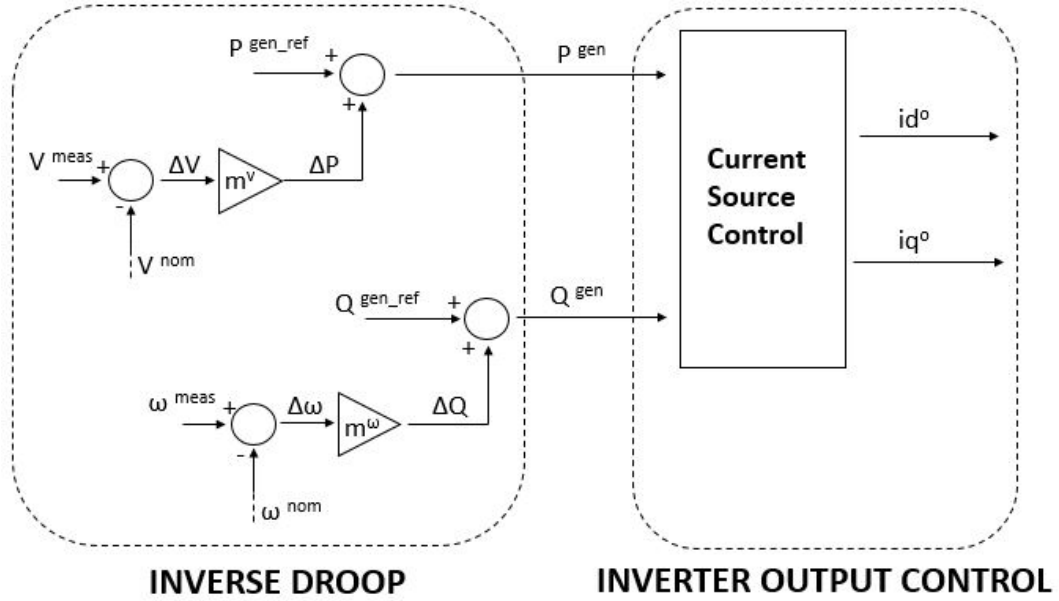 P gen_ref
+
+
P gen
V meas
+
ΔV
m^v
ΔP
-
V nom
Current
Source
Control
id^o
iq^o
Q gen_ref
+
+
Q gen
ω meas
+
Δω
m^ω
ΔQ
-
ω nom
INVERSE DROOP
INVERTER OUTPUT CONTROL